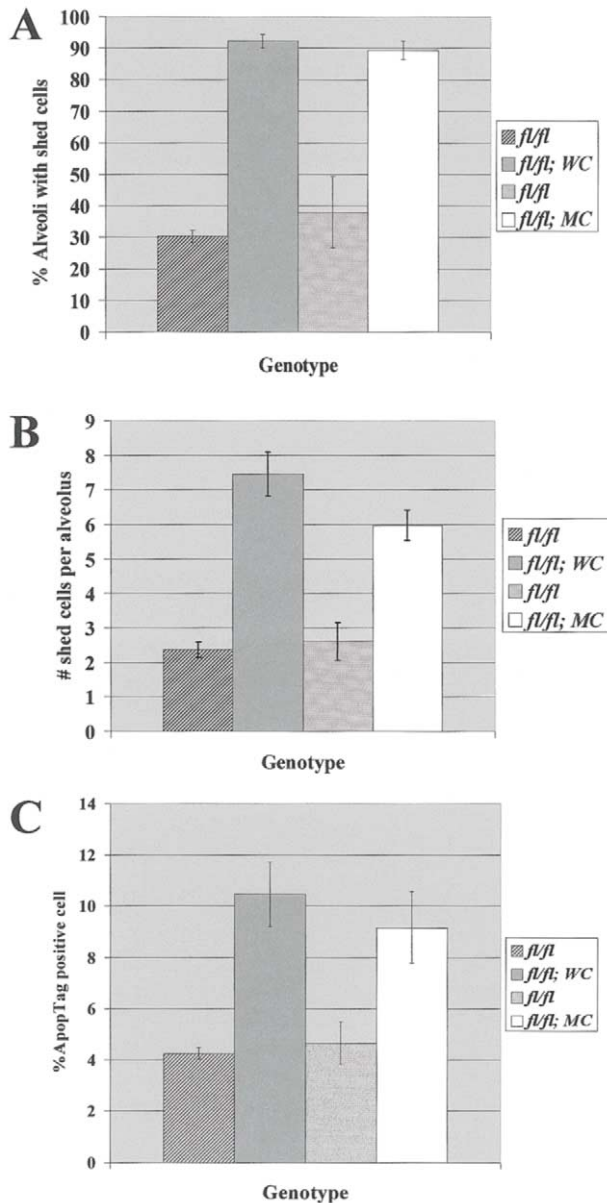 A
% Alveoli with shed cells
100
90
80
70
60
50
40
30
20
10
0
Genotype
fl/fl
fl/fl; WC
fl/fl
fl/fl; MC
B
# shed cells per alveolus
9
8
7
6
5
4
3
2
1
0
Genotype
fl/fl
fl/fl; WC
fl/fl
fl/fl; MC
C
%ApopTag positive cell
14
12
10
8
6
4
2
0
Genotype
fl/fl
fl/fl; WC
fl/fl
fl/fl; MC